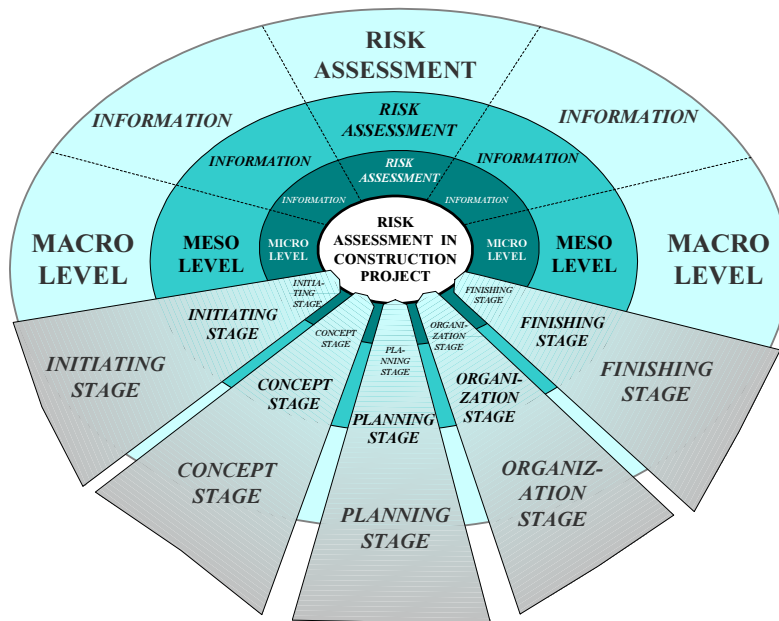 RISK
ASSESSMENT
INFORMATION
INFORMATION
RISK
ASSESSMENT
INFORMATION
INFORMATION
RISK
ASSESSMENT
INFORMATION
INFORMATION
MACRO
LEVEL
MESO
LEVEL
MICRO
LEVEL
RISK
ASSESSMENT IN
CONSTRUCTION
PROJECT
MICRO
LEVEL
MESO
LEVEL
MACRO
LEVEL
INITIA-
TING
STAGE
INITIATING
STAGE
INITIATING
STAGE
CONCEPT
STAGE
CONCEPT
STAGE
CONCEPT
STAGE
PLA-
NNING
STAGE
PLANNING
STAGE
PLANNING
STAGE
ORGANI-
ZATION
STAGE
ORGANI-
ZATION
STAGE
ORGANIZ-
ATION
STAGE
FINISHING
STAGE
FINISHING
STAGE
FINISHING
STAGE